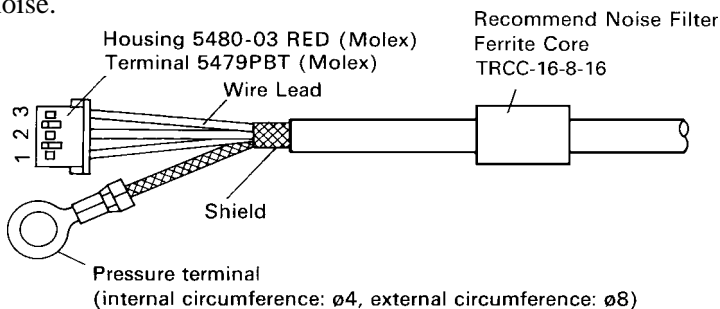 noise.
Recommend Noise Filter
Ferrite Core
TRCC-16-8-16
Housing 5480-03 RED (Molex)
Terminal 5479PBT (Molex)
Wire Lead
1 2 3
Shield
Pressure terminal
(internal circumference: ø4, external circumference: ø8)